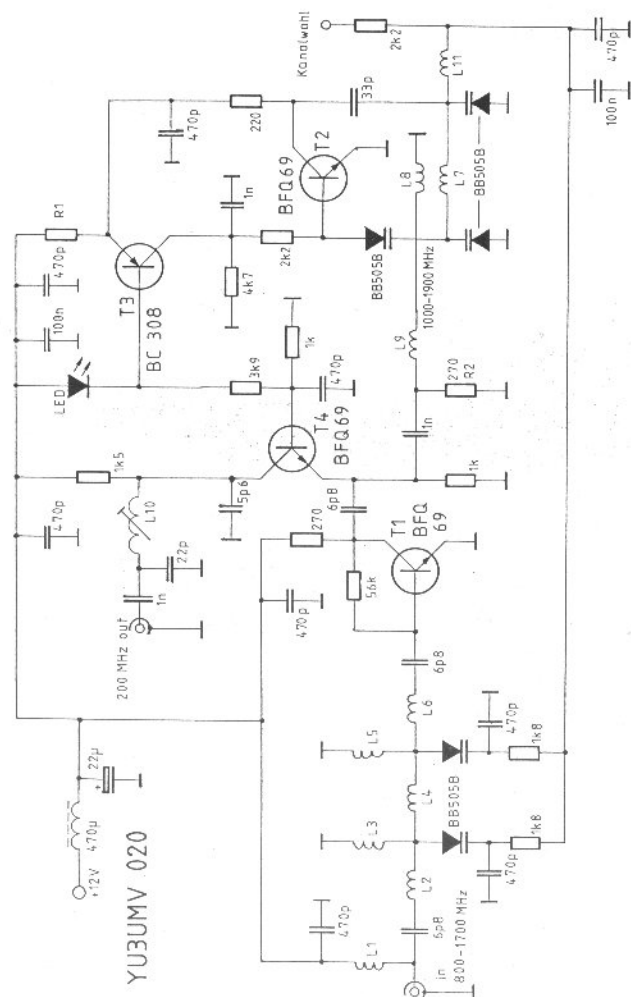 YU3UMV 020
+12V
470µ
+
22µ
470p
1k5
LED
100n
470p
R1
T3
BC 308
470p
220
Kanalwahl
2k2
200 MHz out
1n
22p
L10
5p6
3k9
1k
470p
T4
BFQ69
4k7
1n
2k2
T2
BFQ69
33p
L11
470p
100n
BB505B
L7
BB505B
L8
1000-1900 MHz
L9
270
R2
1n
1k
6p8
270
470p
56k
T1
BFQ
69
6p8
L6
L5
L4
L3
L2
BB505B
470p
1k8
470p
1k8
470p
L1
6p8
in
800-1700 MHz